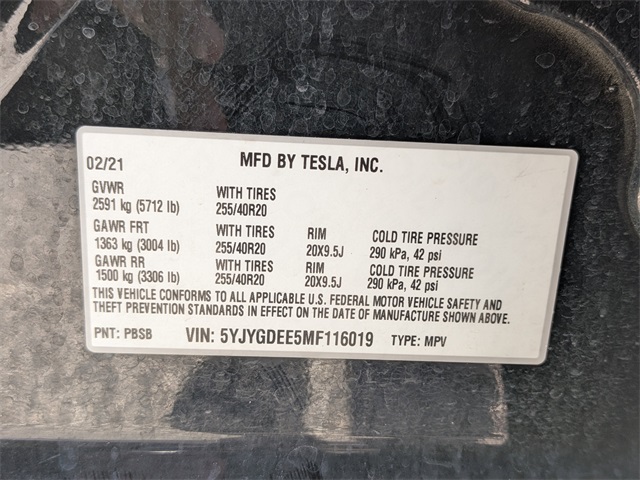 02/21 MFD BY TESLA, INC.
GVWR WITH TIRES
2591 kg (5712 lb) 255/40R20
GAWR FRT WITH TIRES RIM COLD TIRE PRESSURE
1363 kg (3004 lb) 255/40R20 20X9.5J 290 kPa, 42 psi
GAWR RR WITH TIRES RIM COLD TIRE PRESSURE
1500 kg (3306 lb) 255/40R20 20X9.5J 290 kPa, 42 psi
THIS VEHICLE CONFORMS TO ALL APPLICABLE U.S. FEDERAL MOTOR VEHICLE SAFETY AND
THEFT PREVENTION STANDARDS IN EFFECT ON THE DATE OF MANUFACTURE SHOWN ABOVE.
PNT: PBSB VIN: 5YJYGDEE5MF116019 TYPE: MPV